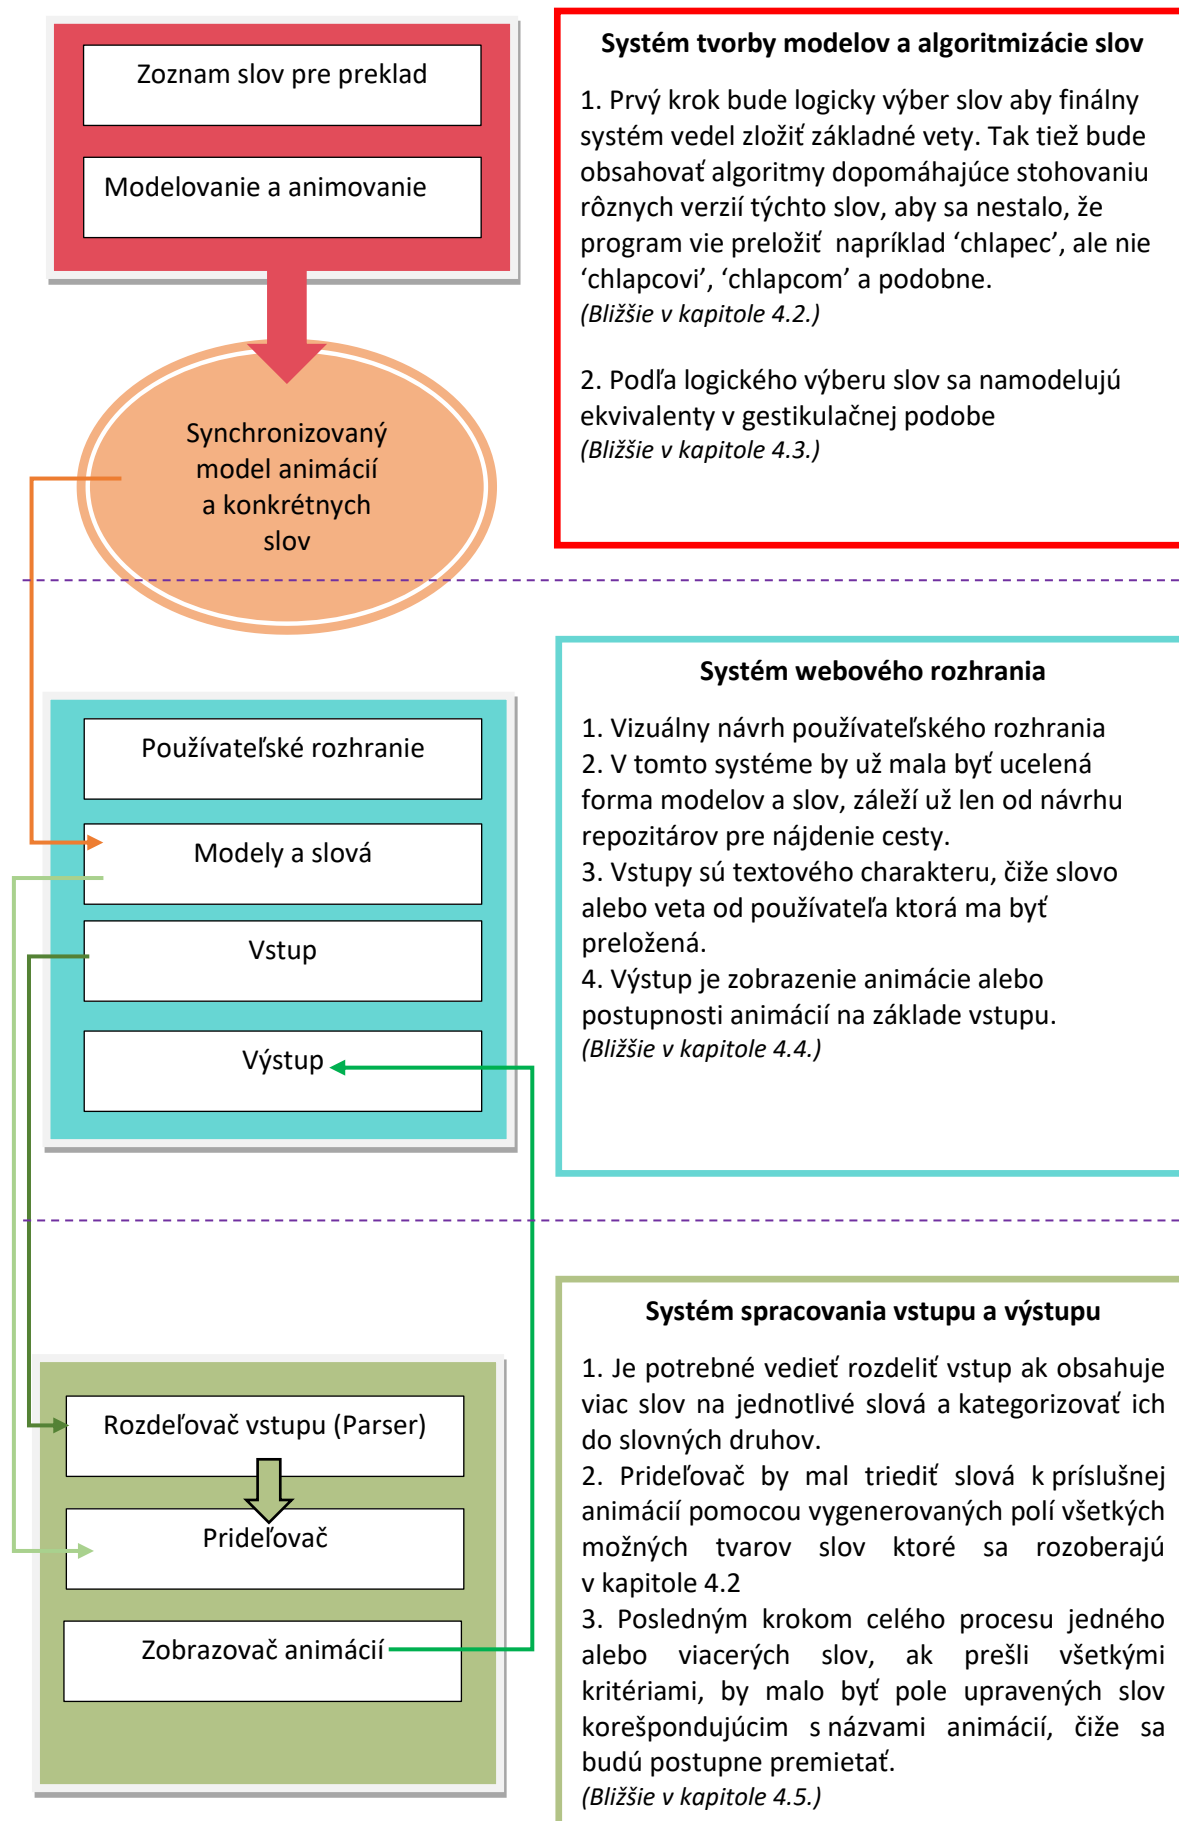 Zoznam slov pre preklad
Modelovanie a animovanie
Synchronizovaný
model animácií
a konkrétnych
slov
Systém tvorby modelov a algoritmizácie slov
1. Prvý krok bude logicky výber slov aby finálny
systém vedel zložiť základné vety. Tak tiež bude
obsahovať algoritmy dopomáhajúce stohovaniu
rôznych verzií týchto slov, aby sa nestalo, že
program vie preložiť  napríklad ‘chlapec’, ale nie
‘chlapcovi’, ‘chlapcom’ a podobne.
(Bližšie v kapitole 4.2.)
2. Podľa logického výberu slov sa namodelujú
ekvivalenty v gestikulačnej podobe
(Bližšie v kapitole 4.3.)
Používateľské rozhranie
Modely a slová
Vstup
Výstup
Systém webového rozhrania
1. Vizuálny návrh používateľského rozhrania
2. V tomto systéme by už mala byť ucelená
forma modelov a slov, záleží už len od návrhu
repozitárov pre nájdenie cesty.
3. Vstupy sú textového charakteru, čiže slovo
alebo veta od používateľa ktorá ma byť
preložená.
4. Výstup je zobrazenie animácie alebo
postupnosti animácií na základe vstupu.
(Bližšie v kapitole 4.4.)
Rozdeľovač vstupu (Parser)
Prideľovač
Zobrazovač animácií
Systém spracovania vstupu a výstupu
1. Je potrebné vedieť rozdeliť vstup ak obsahuje
viac slov na jednotlivé slová a kategorizovať ich
do slovných druhov.
2. Prideľovač by mal triediť slová k príslušnej
animácií pomocou vygenerovaných polí všetkých
možných tvarov slov ktoré sa rozoberajú
v kapitole 4.2
3. Posledným krokom celého procesu jedného
alebo viacerých slov, ak prešli všetkými
kritériami, by malo byť pole upravených slov
korešpondujúcim s názvami animácií, čiže sa
budú postupne premietať.
(Bližšie v kapitole 4.5.)